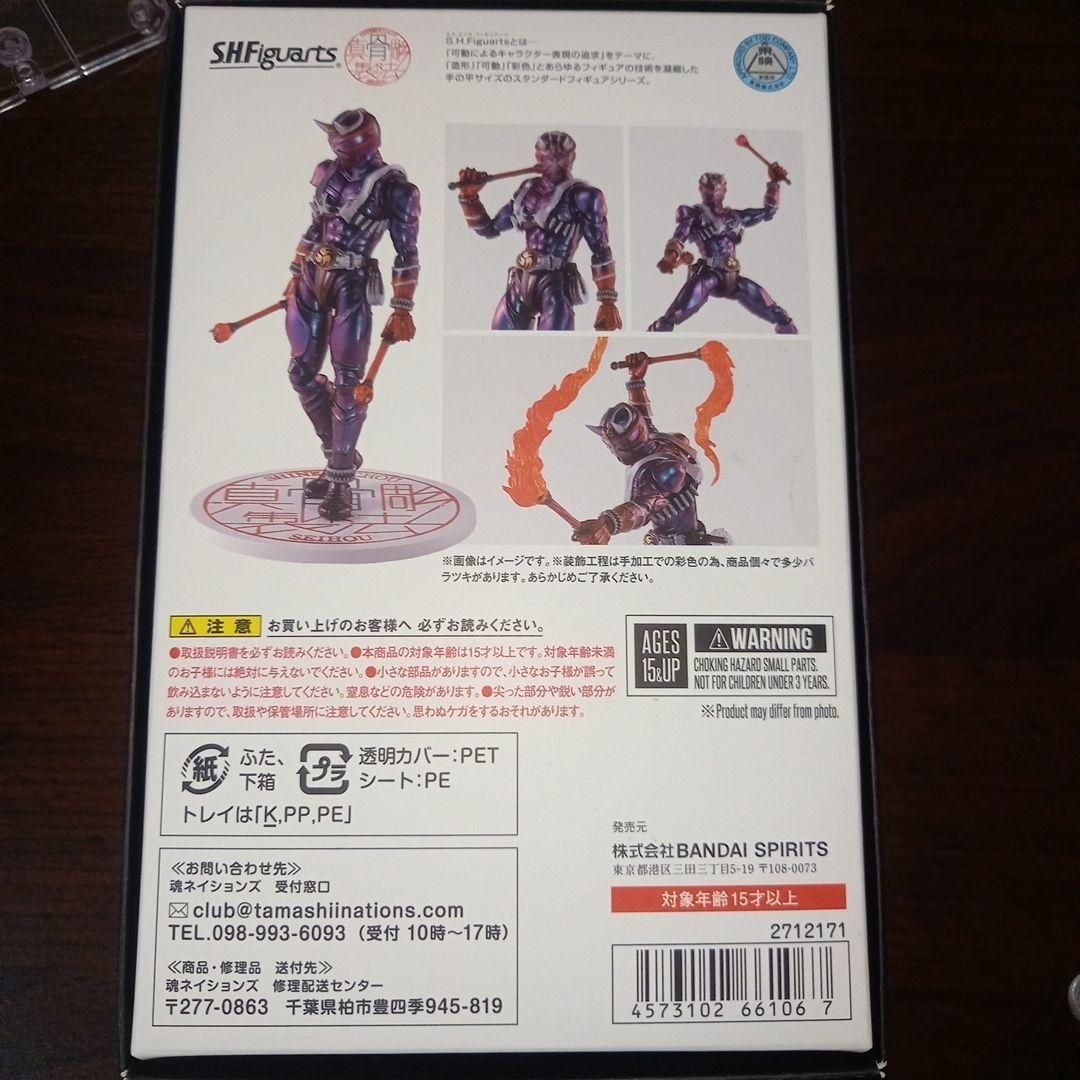 S.H.Figuarts®
真骨彫
S.H.Figuartsとは…
「可動によるキャラクター表現の追求」をテーマに、
「造形」「可動」「彩色」とあらゆるフィギュアの技術を凝縮した
手の平サイズのスタンダードフィギュアシリーズ。
東映
SEIHOU
※画像はイメージです。※装飾工程は手加工での彩色の為、商品個々で多少バ
ラツキがあります。あらかじめご了承ください。
注意 お買い上げのお客様へ 必ずお読みください。
●取扱説明書を必ずお読みください。●本商品の対象年齢は15才以上です。対象年齢未満
のお子様には絶対に与えないでください。●小さな部品がありますので、小さなお子様が誤って
飲み込まないように注意してください。窒息などの危険があります。●尖った部分や鋭い部分が
ありますので、取扱や保管場所に注意してください。思わぬケガをするおそれがあります。
AGES
15&UP
WARNING
CHOKING HAZARD SMALL PARTS.
NOT FOR CHILDREN UNDER 3 YEARS.
※Product may differ from photo.
紙 ふた、
下箱
プラ 透明カバー:PET
シート:PE
トレイは「K,PP,PE」
発売元
株式会社BANDAI SPIRITS
東京都港区三田三丁目5-19 〒108-0073
対象年齢15才以上
2712171
4573102 66106 7
≪お問い合わせ先≫
魂ネイションズ 受付窓口
club@tamashiinations.com
TEL.098-993-6093（受付 10時〜17時）
≪商品・修理品 送付先≫
魂ネイションズ 修理配送センター
〒277-0863 千葉県柏市豊四季945-819